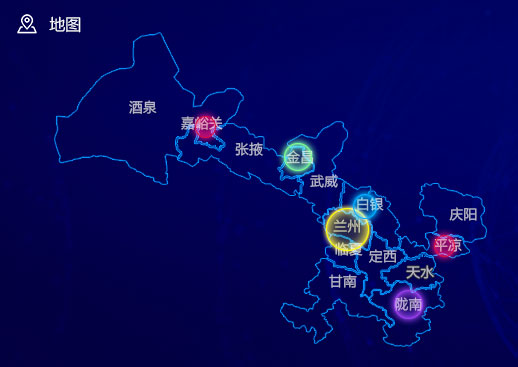 地图
酒泉
嘉峪关
张掖
金昌
武威
白银
庆阳
兰州
平凉
临夏
定西
天水
甘南
陇南